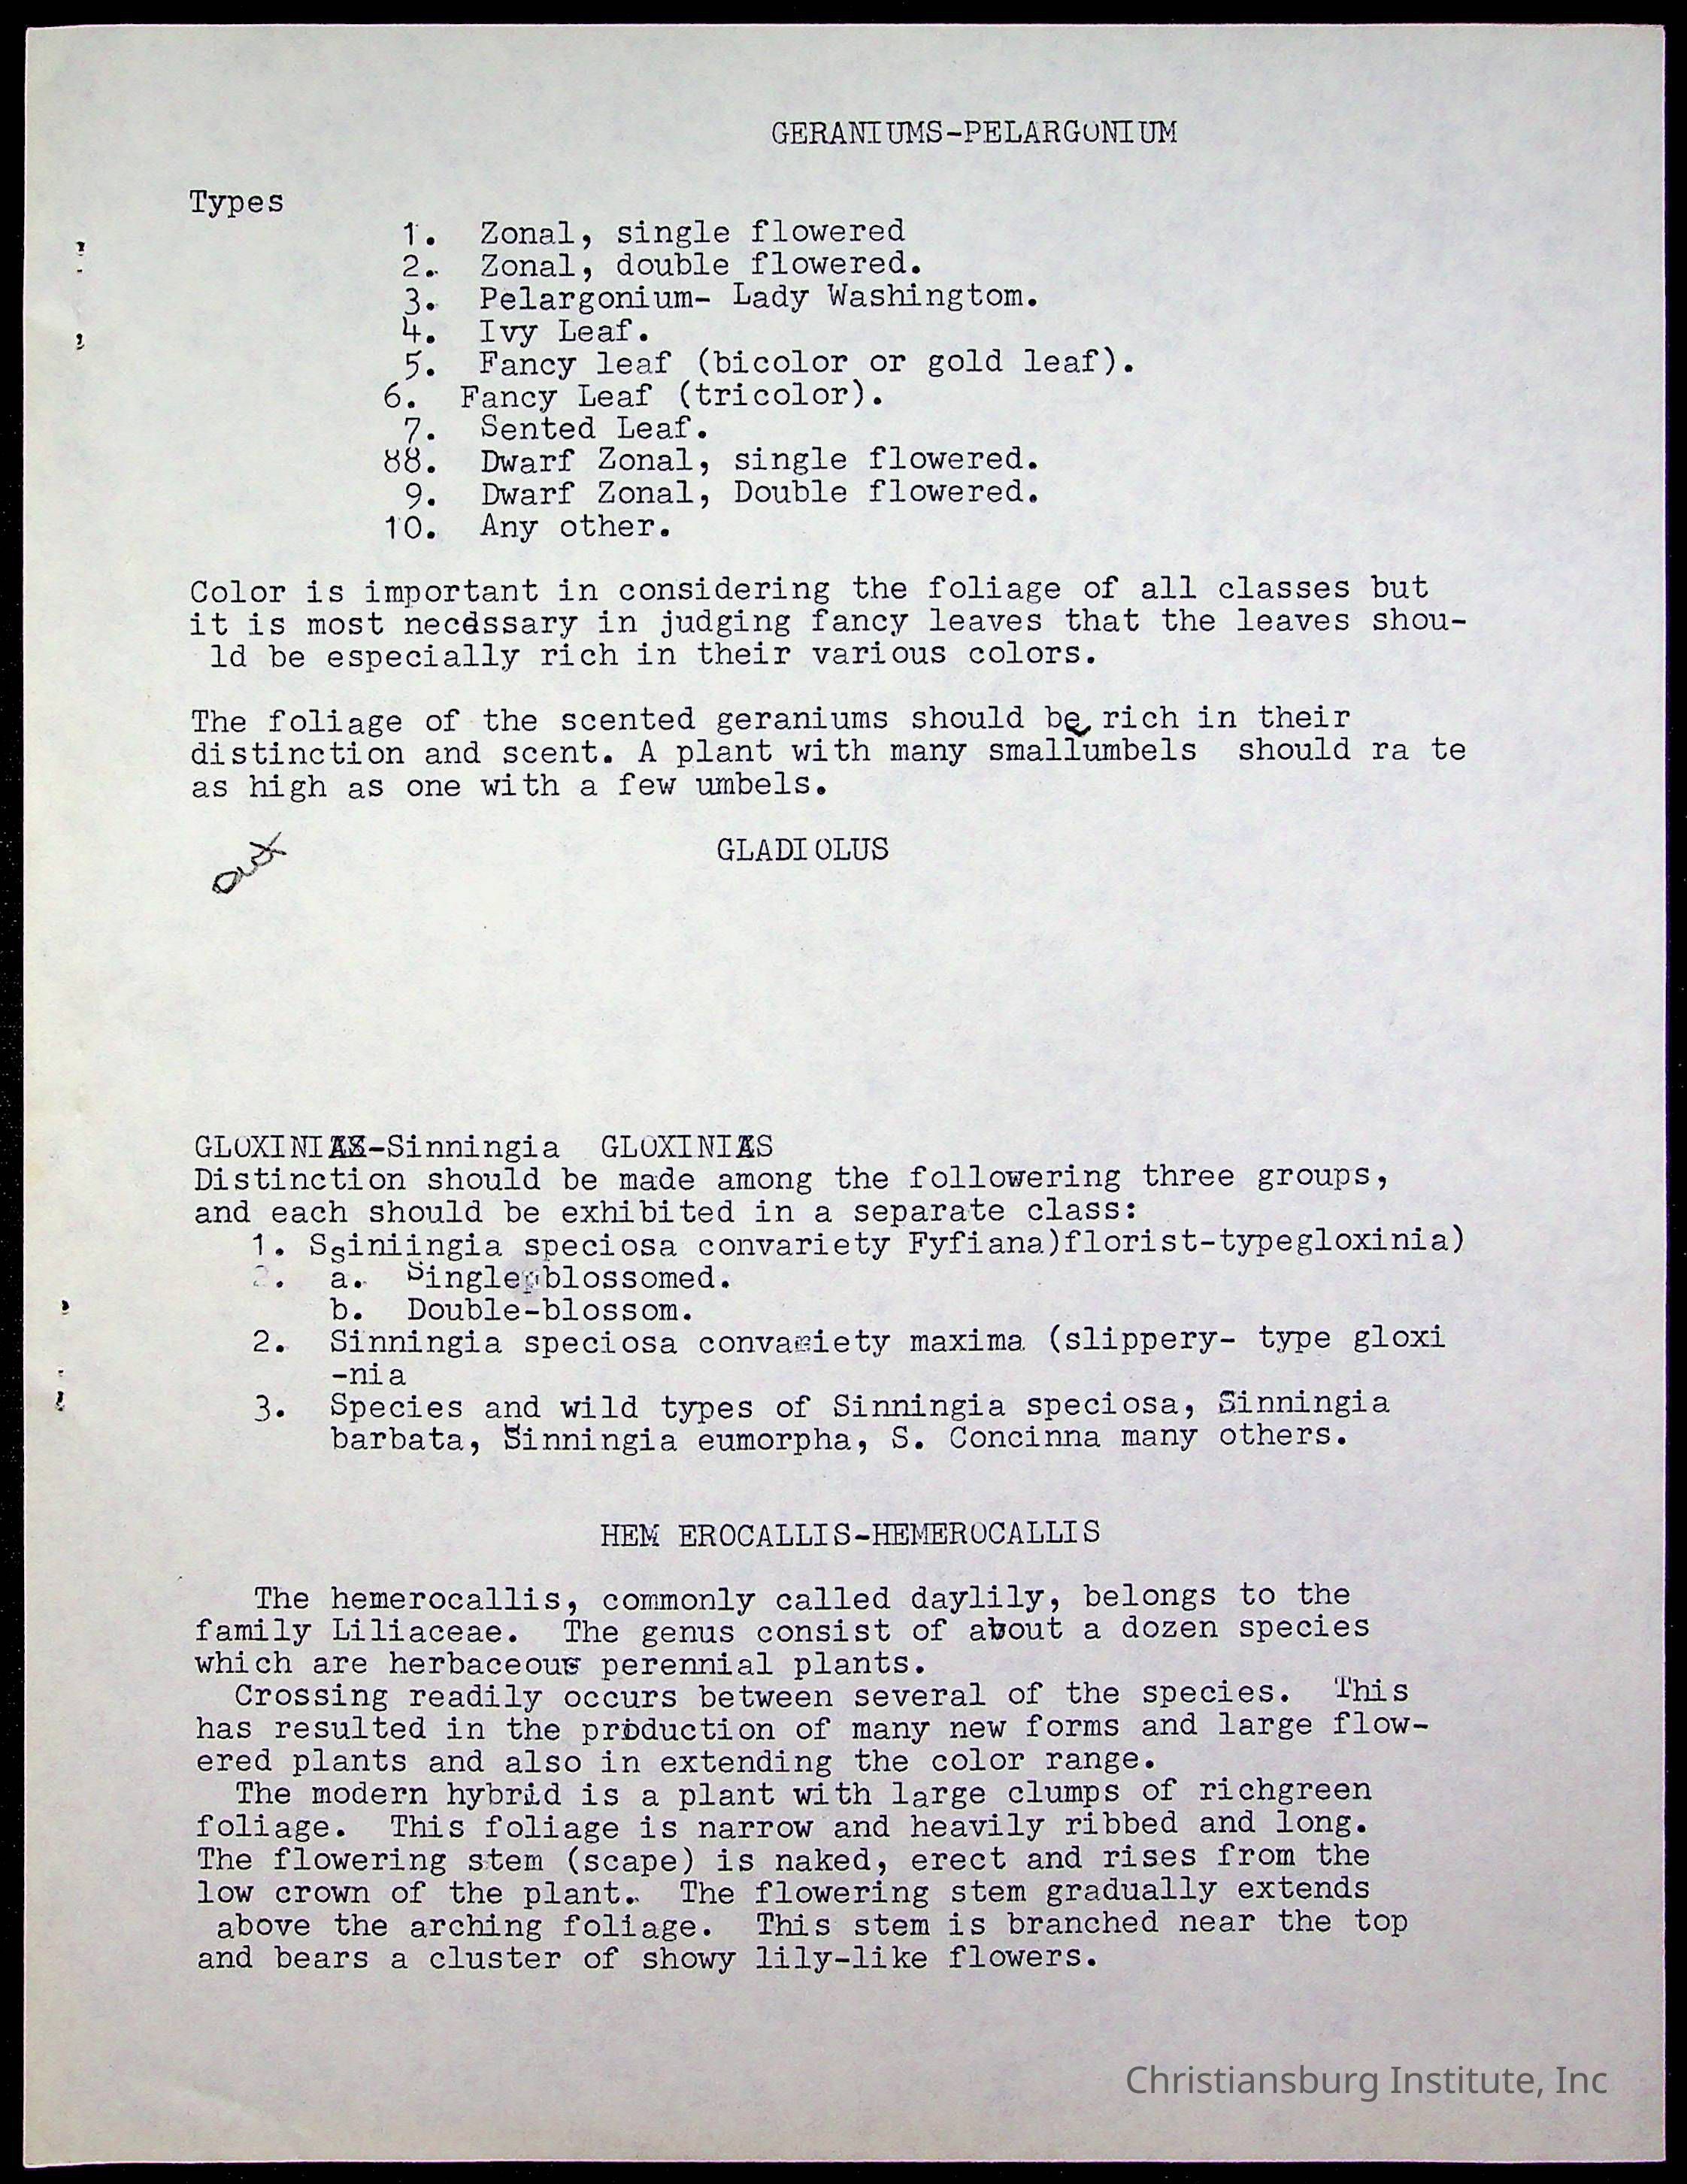 GERANIUMS-PELARGONIUM
Types
1. Zonal, single flowered
2. Zonal, double flowered.
3. Pelargonium- Lady Washingtom.
4. Ivy Leaf.
5. Fancy leaf (bicolor or gold leaf).
6. Fancy Leaf (tricolor).
7. Sented Leaf.
88. Dwarf Zonal, single flowered.
9. Dwarf Zonal, Double flowered.
10. Any other.
Color is important in considering the foliage of all classes but
it is most necessary in judging fancy leaves that the leaves shou-
ld be especially rich in their various colors.
The foliage of the scented geraniums should be rich in their
distinction and scent. A plant with many small umbels should ra te
as high as one with a few umbels.
out
GLADIOLUS
GLOXINIAS-Sinningia GLOXINIAS
Distinction should be made among the followering three groups,
and each should be exhibited in a separate class:
1. Ssiniingia speciosa convariety Fyfiana)florist-typegloxinia)
2. a. Single-blossomed.
b. Double-blossom.
2. Sinningia speciosa convariety maxima (slippery- type gloxi
-nia
3. Species and wild types of Sinningia speciosa, Sinningia
barbata, Sinningia eumorpha, S. Concinna many others.
HEM EROCALLIS-HEMEROCALLIS
The hemerocallis, commonly called daylily, belongs to the
family Liliaceae. The genus consist of about a dozen species
which are herbaceous perennial plants.
Crossing readily occurs between several of the species. This
has resulted in the production of many new forms and large flow-
ered plants and also in extending the color range.
The modern hybrid is a plant with large clumps of richgreen
foliage. This foliage is narrow and heavily ribbed and long.
The flowering stem (scape) is naked, erect and rises from the
low crown of the plant. The flowering stem gradually extends
above the arching foliage. This stem is branched near the top
and bears a cluster of showy lily-like flowers.
Christiansburg Institute, Inc